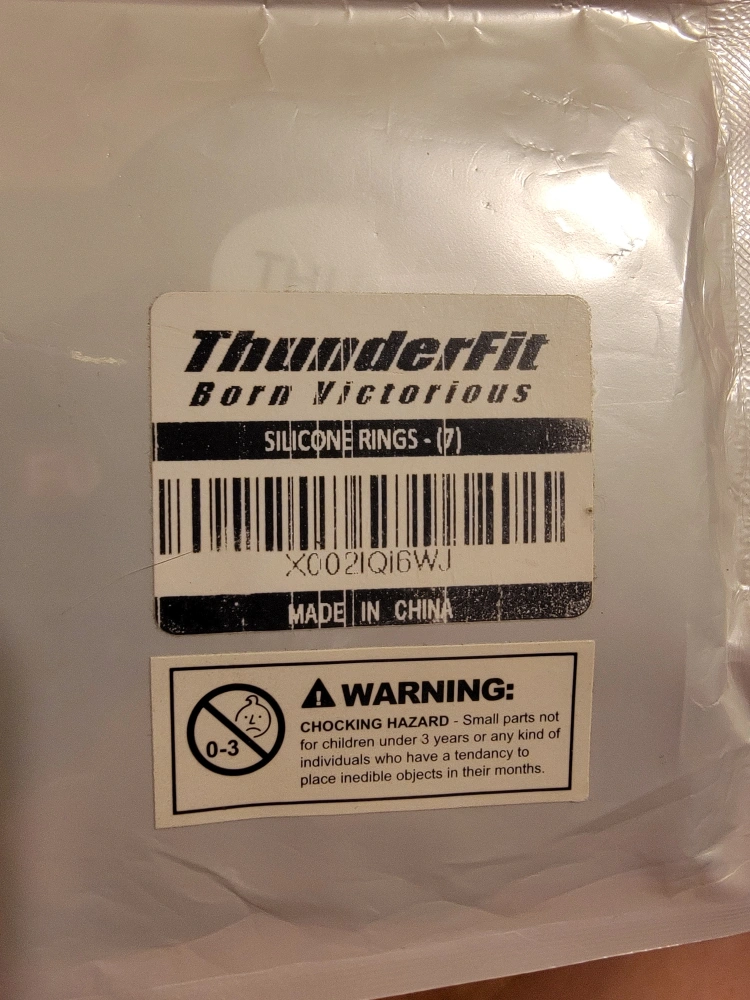 ThunderFit
Born Victorious
SILICONE RINGS - (7)
X002IQI6WJ
MADE IN CHINA
0-3
WARNING:
CHOCKING HAZARD - Small parts not
for children under 3 years or any kind of
individuals who have a tendancy to
place inedible objects in their months.